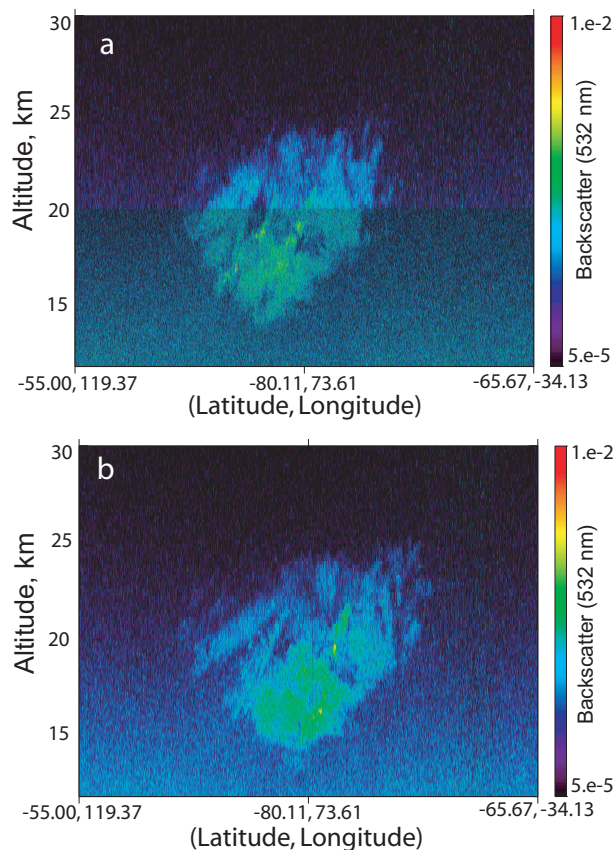 a
30
25
20
15
Altitude, km
-55.00, 119.37
-80.11, 73.61
-65.67, -34.13
(Latitude, Longitude)
1.e-2
Backscatter (532 nm)
5.e-5
b
30
25
20
15
Altitude, km
-55.00, 119.37
-80.11, 73.61
-65.67, -34.13
(Latitude, Longitude)
1.e-2
Backscatter (532 nm)
5.e-5